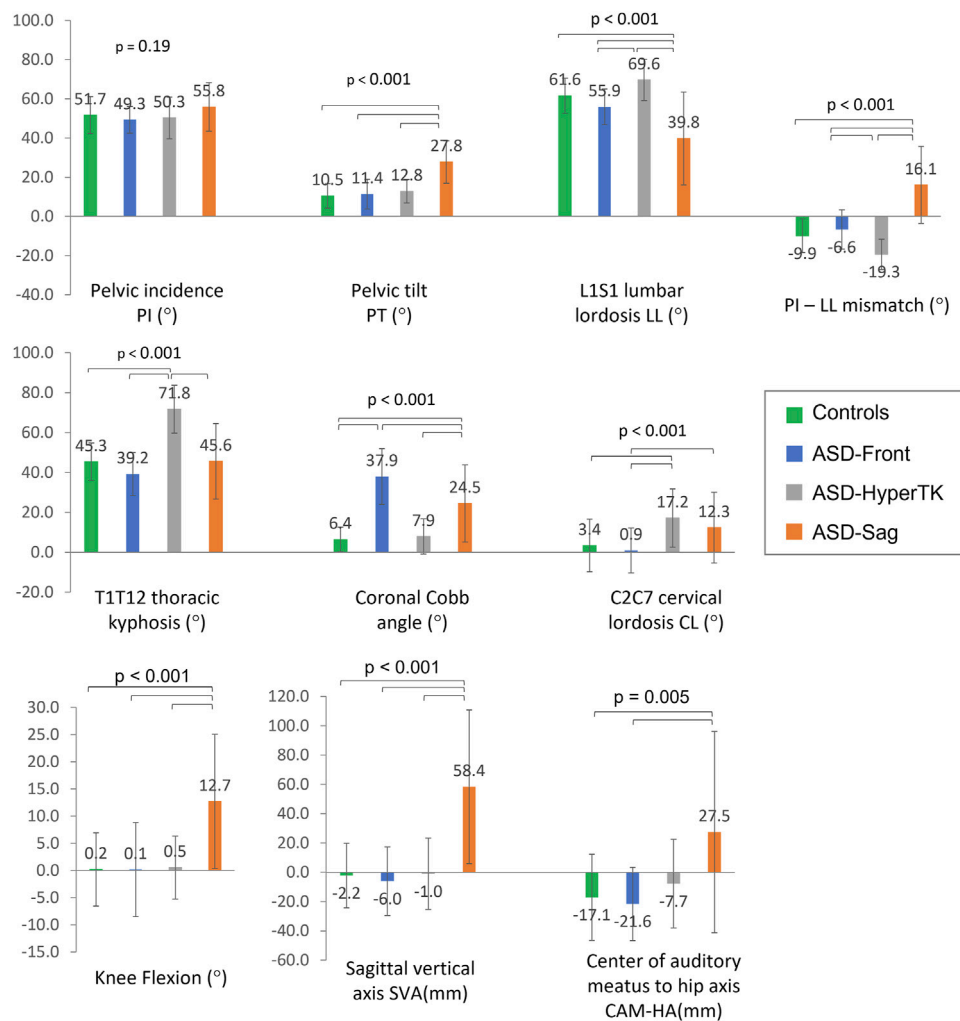 100.0
80.0
60.0
40.0
20.0
0.0
-20.0
-40.0
p = 0.19
51.7
49.3
50.3
55.8
Pelvic incidence
PI (°)
p < 0.001
10.5
11.4
12.8
27.8
Pelvic tilt
PT (°)
p < 0.001
61.6
55.9
69.6
39.8
L1S1 lumbar
lordosis LL (°)
p < 0.001
-9.9
-6.6
-19.3
16.1
PI – LL mismatch (°)
100.0
80.0
60.0
40.0
20.0
0.0
-20.0
p < 0.001
45.3
39.2
71.8
45.6
T1T12 thoracic
kyphosis (°)
p < 0.001
6.4
37.9
7.9
24.5
Coronal Cobb
angle (°)
p < 0.001
3.4
0.9
17.2
12.3
C2C7 cervical
lordosis CL (°)
Controls
ASD-Front
ASD-HyperTK
ASD-Sag
30.0
25.0
20.0
15.0
10.0
5.0
0.0
-5.0
-10.0
-15.0
p < 0.001
0.2
0.1
0.5
12.7
Knee Flexion (°)
120.0
100.0
80.0
60.0
40.0
20.0
0.0
-20.0
-40.0
-60.0
p < 0.001
-2.2
-6.0
-1.0
58.4
Sagittal vertical
axis SVA(mm)
p = 0.005
-17.1
-21.6
-7.7
27.5
Center of auditory
meatus to hip axis
CAM-HA(mm)